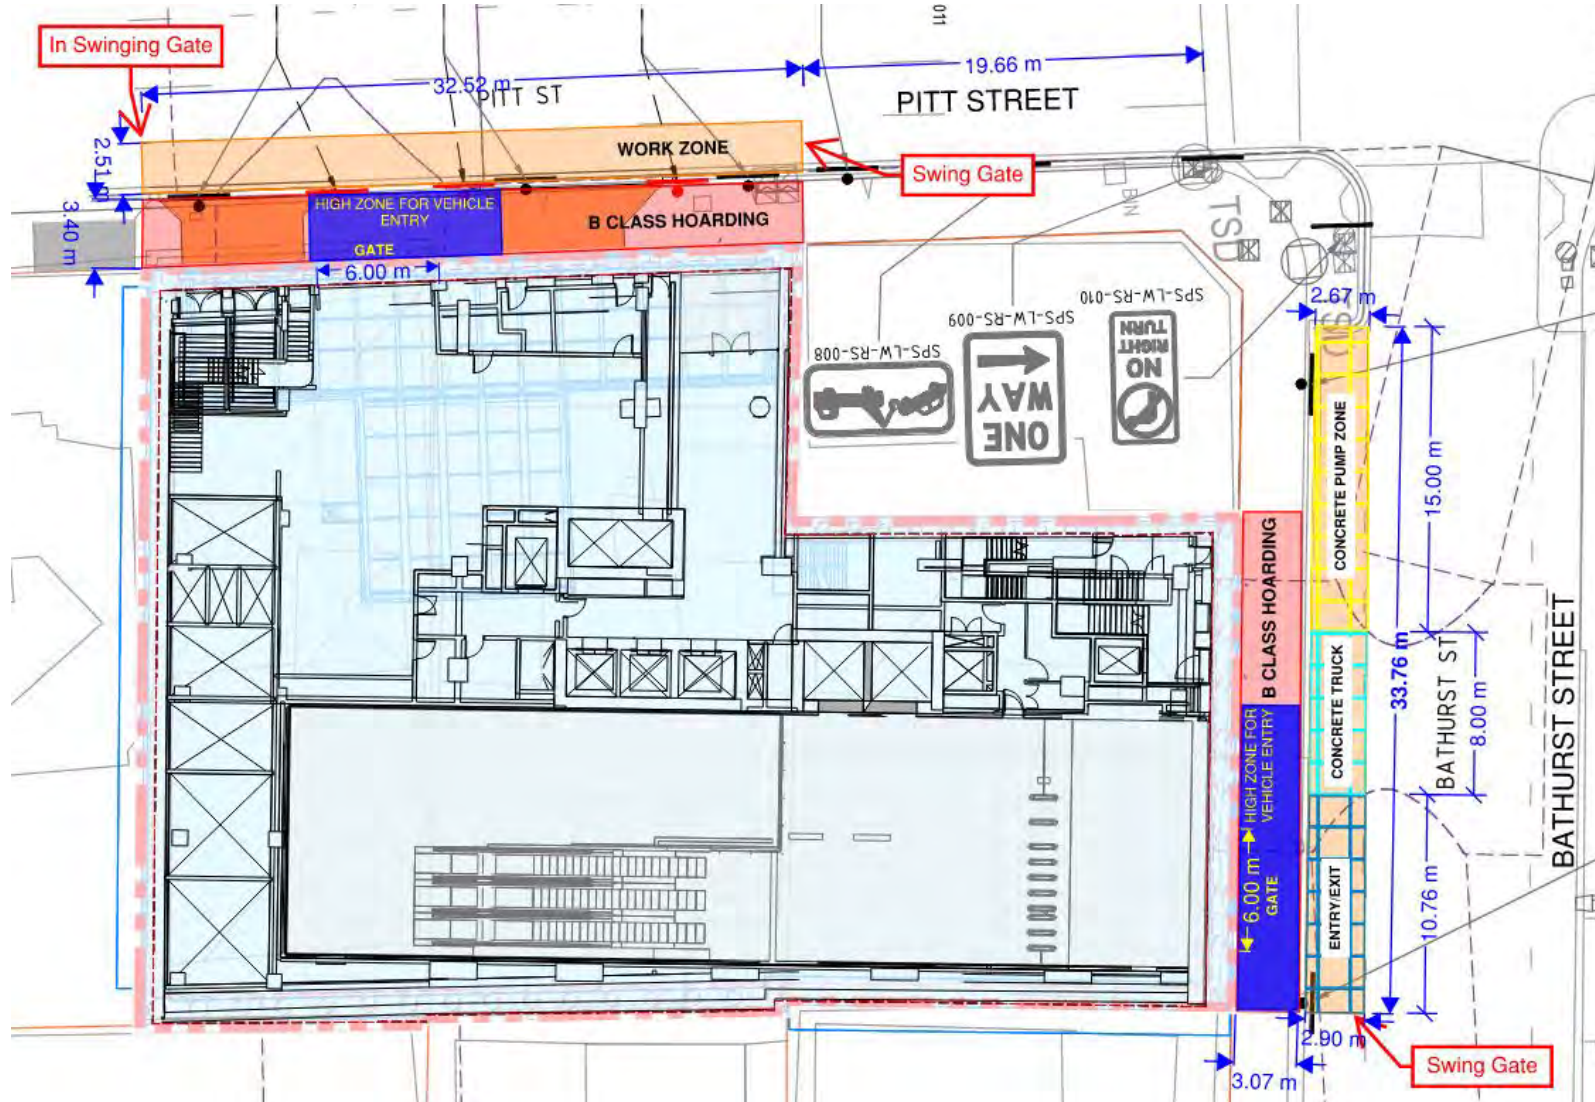 In Swinging Gate
011
32.52 m
19.66 m
PITT ST
PITT STREET
2.51 m
WORK ZONE
Swing Gate
3.40 m
HIGH ZONE FOR VEHICLE
ENTRY
B CLASS HOARDING
GATE
6.00 m
BIN
TSD
2.67 m
SPS-LW-RS-010
SPS-LW-RS-009
SPS-LW-RS-008
NO
RIGHT
TURN
ONE
WAY
CONCRETE PUMP ZONE
15.00 m
B CLASS HOARDING
33.76 m
CONCRETE TRUCK
BATHURST ST
8.00 m
BATHURST STREET
HIGH ZONE FOR
VEHICLE ENTRY
6.00 m
GATE
ENTRY/EXIT
10.76 m
2.90 m
3.07 m
Swing Gate